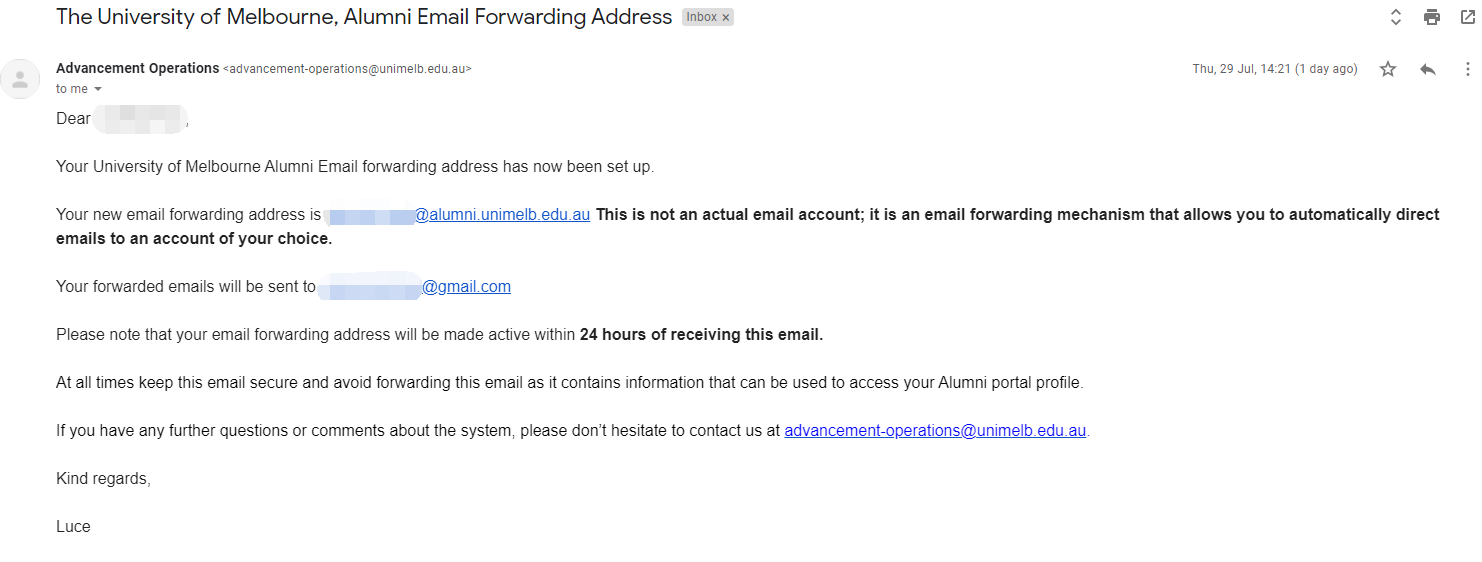 The University of Melbourne, Alumni Email Forwarding Address Inbox ×
Advancement Operations <advancement-operations@unimelb.edu.au> Thu, 29 Jul, 14:21 (1 day ago)
to me
Dear ,
Your University of Melbourne Alumni Email forwarding address has now been set up.
Your new email forwarding address is @alumni.unimelb.edu.au This is not an actual email account; it is an email forwarding mechanism that allows you to automatically direct
emails to an account of your choice.
Your forwarded emails will be sent to @gmail.com
Please note that your email forwarding address will be made active within 24 hours of receiving this email.
At all times keep this email secure and avoid forwarding this email as it contains information that can be used to access your Alumni portal profile.
If you have any further questions or comments about the system, please don’t hesitate to contact us at advancement-operations@unimelb.edu.au.
Kind regards,
Luce